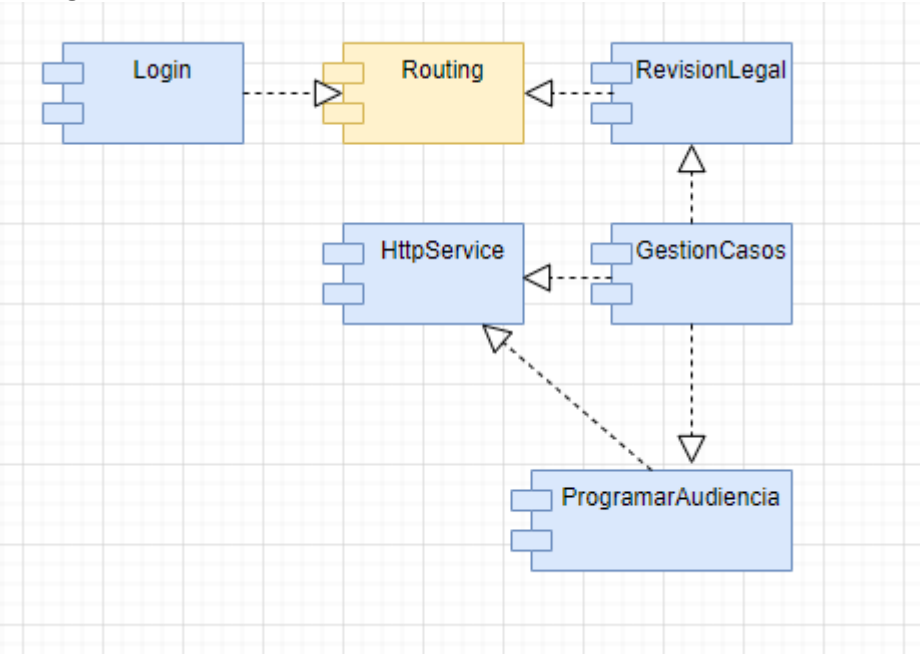 Login
Routing
RevisionLegal
HttpService
GestionCasos
ProgramarAudiencia